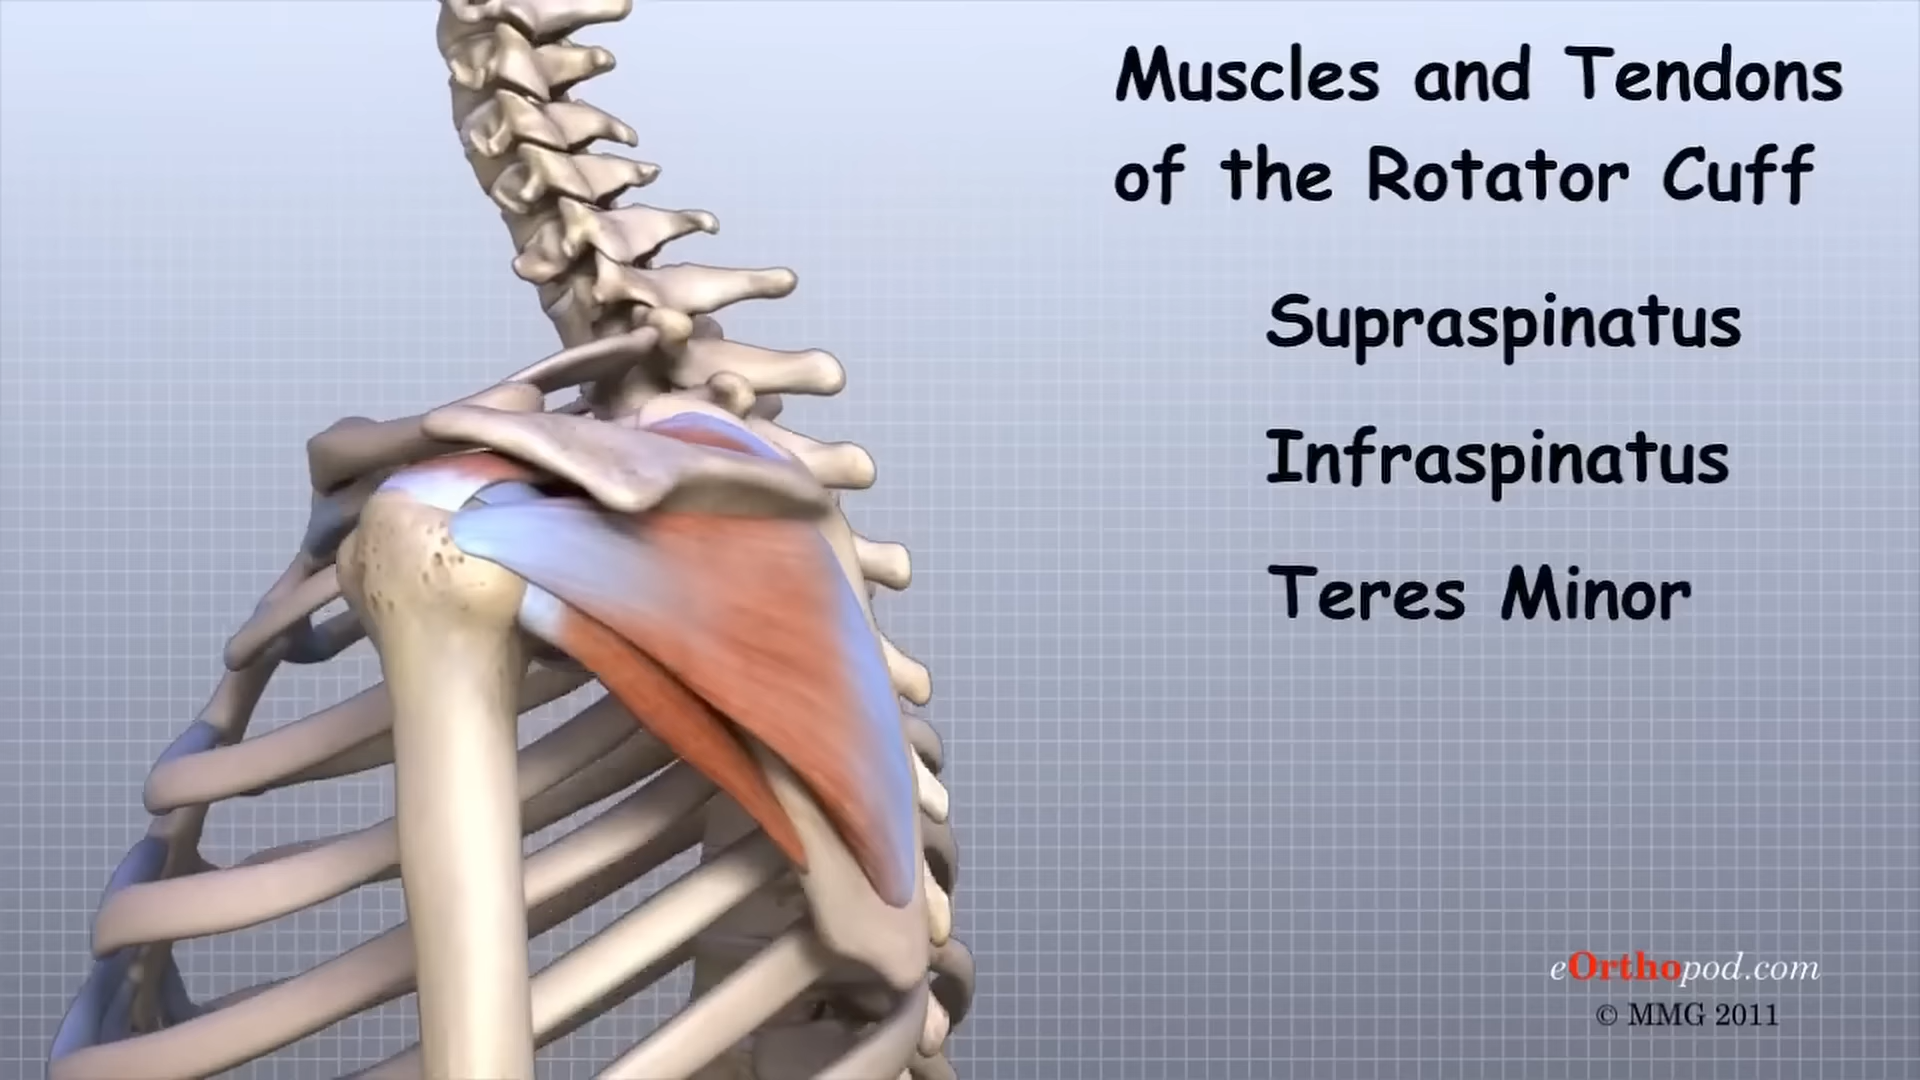 Muscles and Tendons
of the Rotator Cuff
Supraspinatus
Infraspinatus
Teres Minor
eOrthopod.com
© MMG 2011